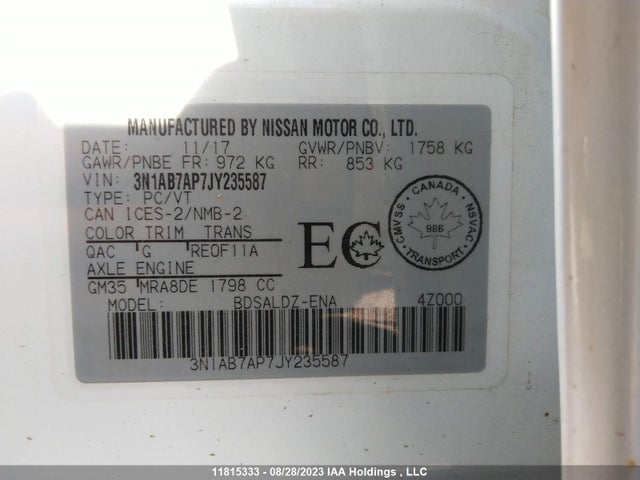 MANUFACTURED BY NISSAN MOTOR CO., LTD.
DATE: 11/17 GVWR/PNBV: 1758 KG
GAWR/PNBE FR: 972 KG RR: 853 KG
VIN: 3N1AB7AP7JY235587
TYPE: PC/VT
CAN ICES-2/NMB-2
COLOR TRIM TRANS
QAC G RE0F11A
AXLE ENGINE
GM35 MRA8DE 1798 CC
MODEL: BDSALDZ-ENA 4Z000
3N1AB7AP7JY235587
EC
CANADA
CMVSS NSVAC
986
TRANSPORT
11815333 - 08/28/2023 IAA Holdings , LLC